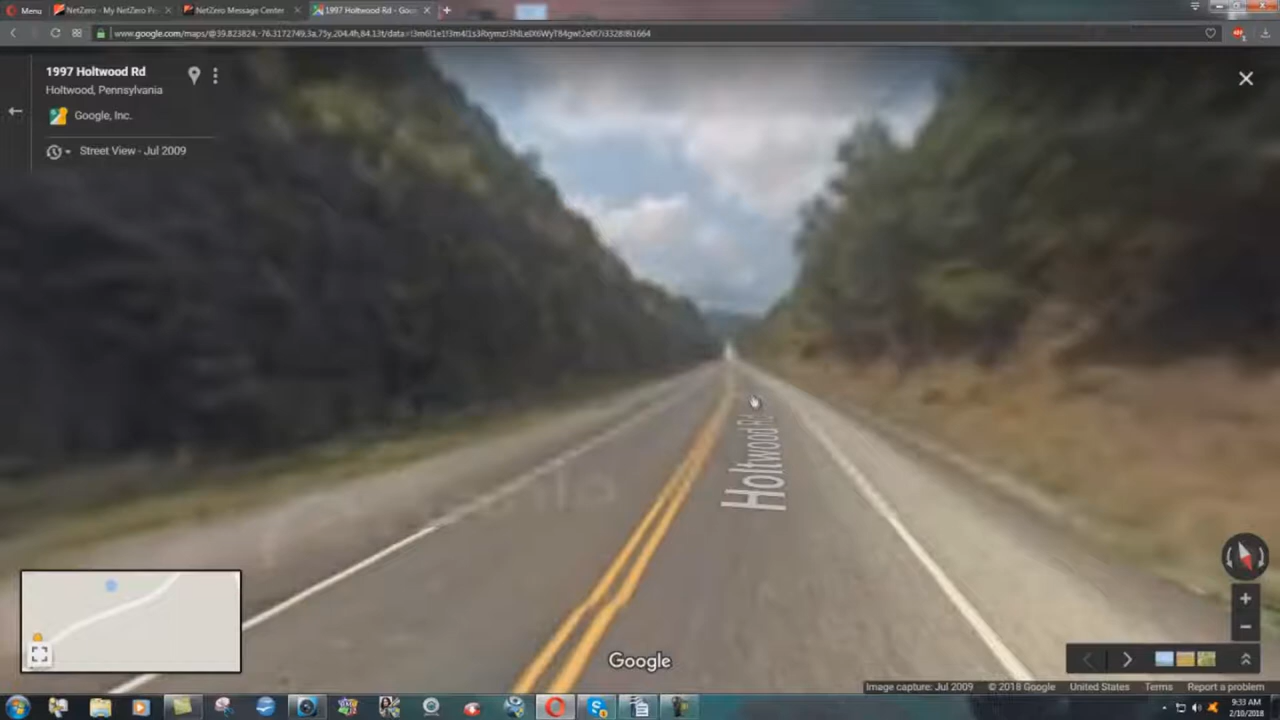 Menu
NetZero - My NetZero Pe
NetZero Message Center
1997 Holtwood Rd - Goo
1997 Holtwood Rd
Holtwood, Pennsylvania
Google, Inc.
Street View - Jul 2009
Holtwood Rd
Google
Image capture: Jul 2009 © 2018 Google United States Terms Report a problem
9:33 AM
2/10/2018